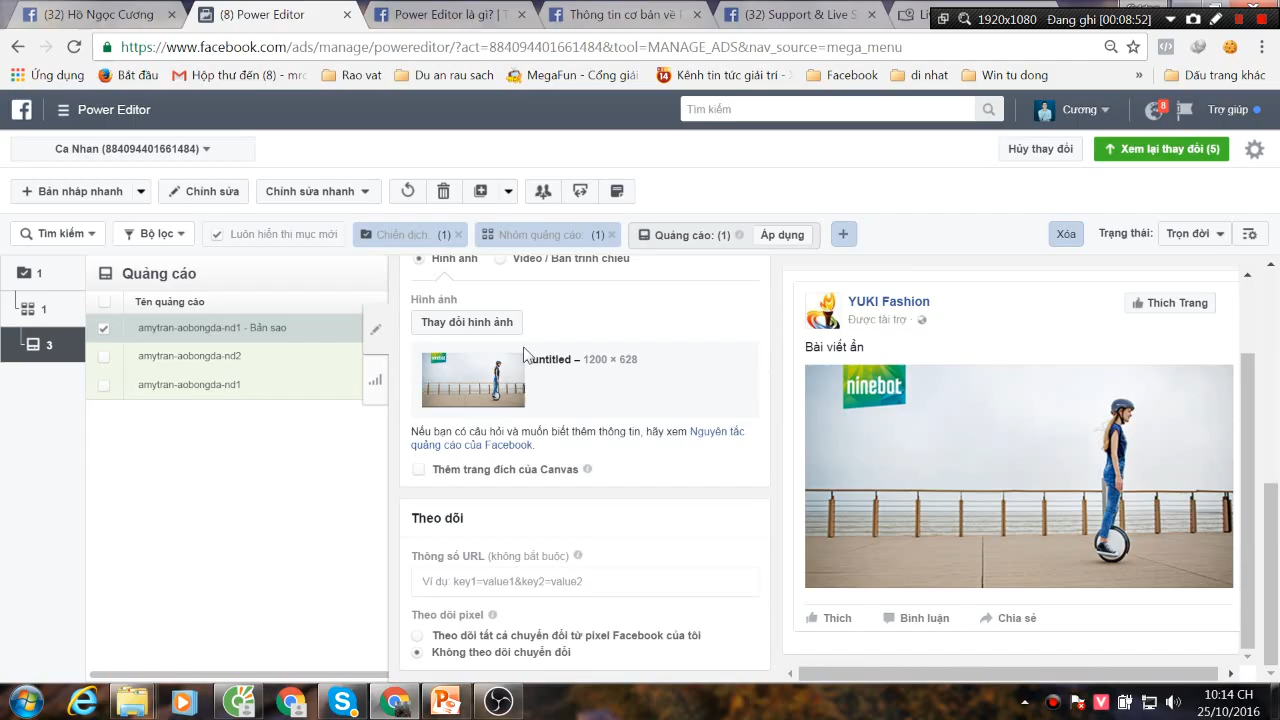 (32) Hồ Ngọc Cương
(8) Power Editor
Power Editor là gì
Thông tin cơ bản về
(32) Support & Live S
Li
1920x1080 Đang ghi [00:08:52]
https://www.facebook.com/ads/manage/powereditor/?act=884094401661484&tool=MANAGE_ADS&nav_source=mega_menu
Ứng dụng
Bắt đầu
Hộp thư đến (8) - mrc
Rao vat
Du an rau sach
MegaFun - Cổng giải
Kênh tin tức giải trí -
Facebook
di nhat
Win tu dong
»
Dấu trang khác
Power Editor
Tìm kiếm
Cương
8
Trợ giúp
Ca Nhan (884094401661484)
Hủy thay đổi
Xem lại thay đổi (5)
+ Bản nhập nhanh
Chỉnh sửa
Chỉnh sửa nhanh
Tìm kiếm
Bộ lọc
Luôn hiển thị mục mới
Chiến dịch (1) ×
Nhóm quảng cáo: (1) ×
Quảng cáo: (1)
Áp dụng
+
Xóa
Trạng thái:
Trọn đời
1
1
3
Quảng cáo
Tên quảng cáo
amytran-aobongda-nd1 - Bản sao
amytran-aobongda-nd2
amytran-aobongda-nd1
Hình ảnh
Video / Bản trình chiếu
Hình ảnh
Thay đổi hình ảnh
untitled – 1200 × 628
ninebot
Nếu bạn có câu hỏi và muốn biết thêm thông tin, hãy xem Nguyên tắc
quảng cáo của Facebook.
Thêm trang đích của Canvas
Theo dõi
Thông số URL (không bắt buộc)
Ví dụ: key1=value1&key2=value2
Theo dõi pixel
Theo dõi tất cả chuyển đổi từ pixel Facebook của tôi
Không theo dõi chuyển đổi
YUKI Fashion
Được tài trợ ·
Thích Trang
Bài viết ẩn
ninebot
Thích
Bình luận
Chia sẻ
10:14 CH
25/10/2016